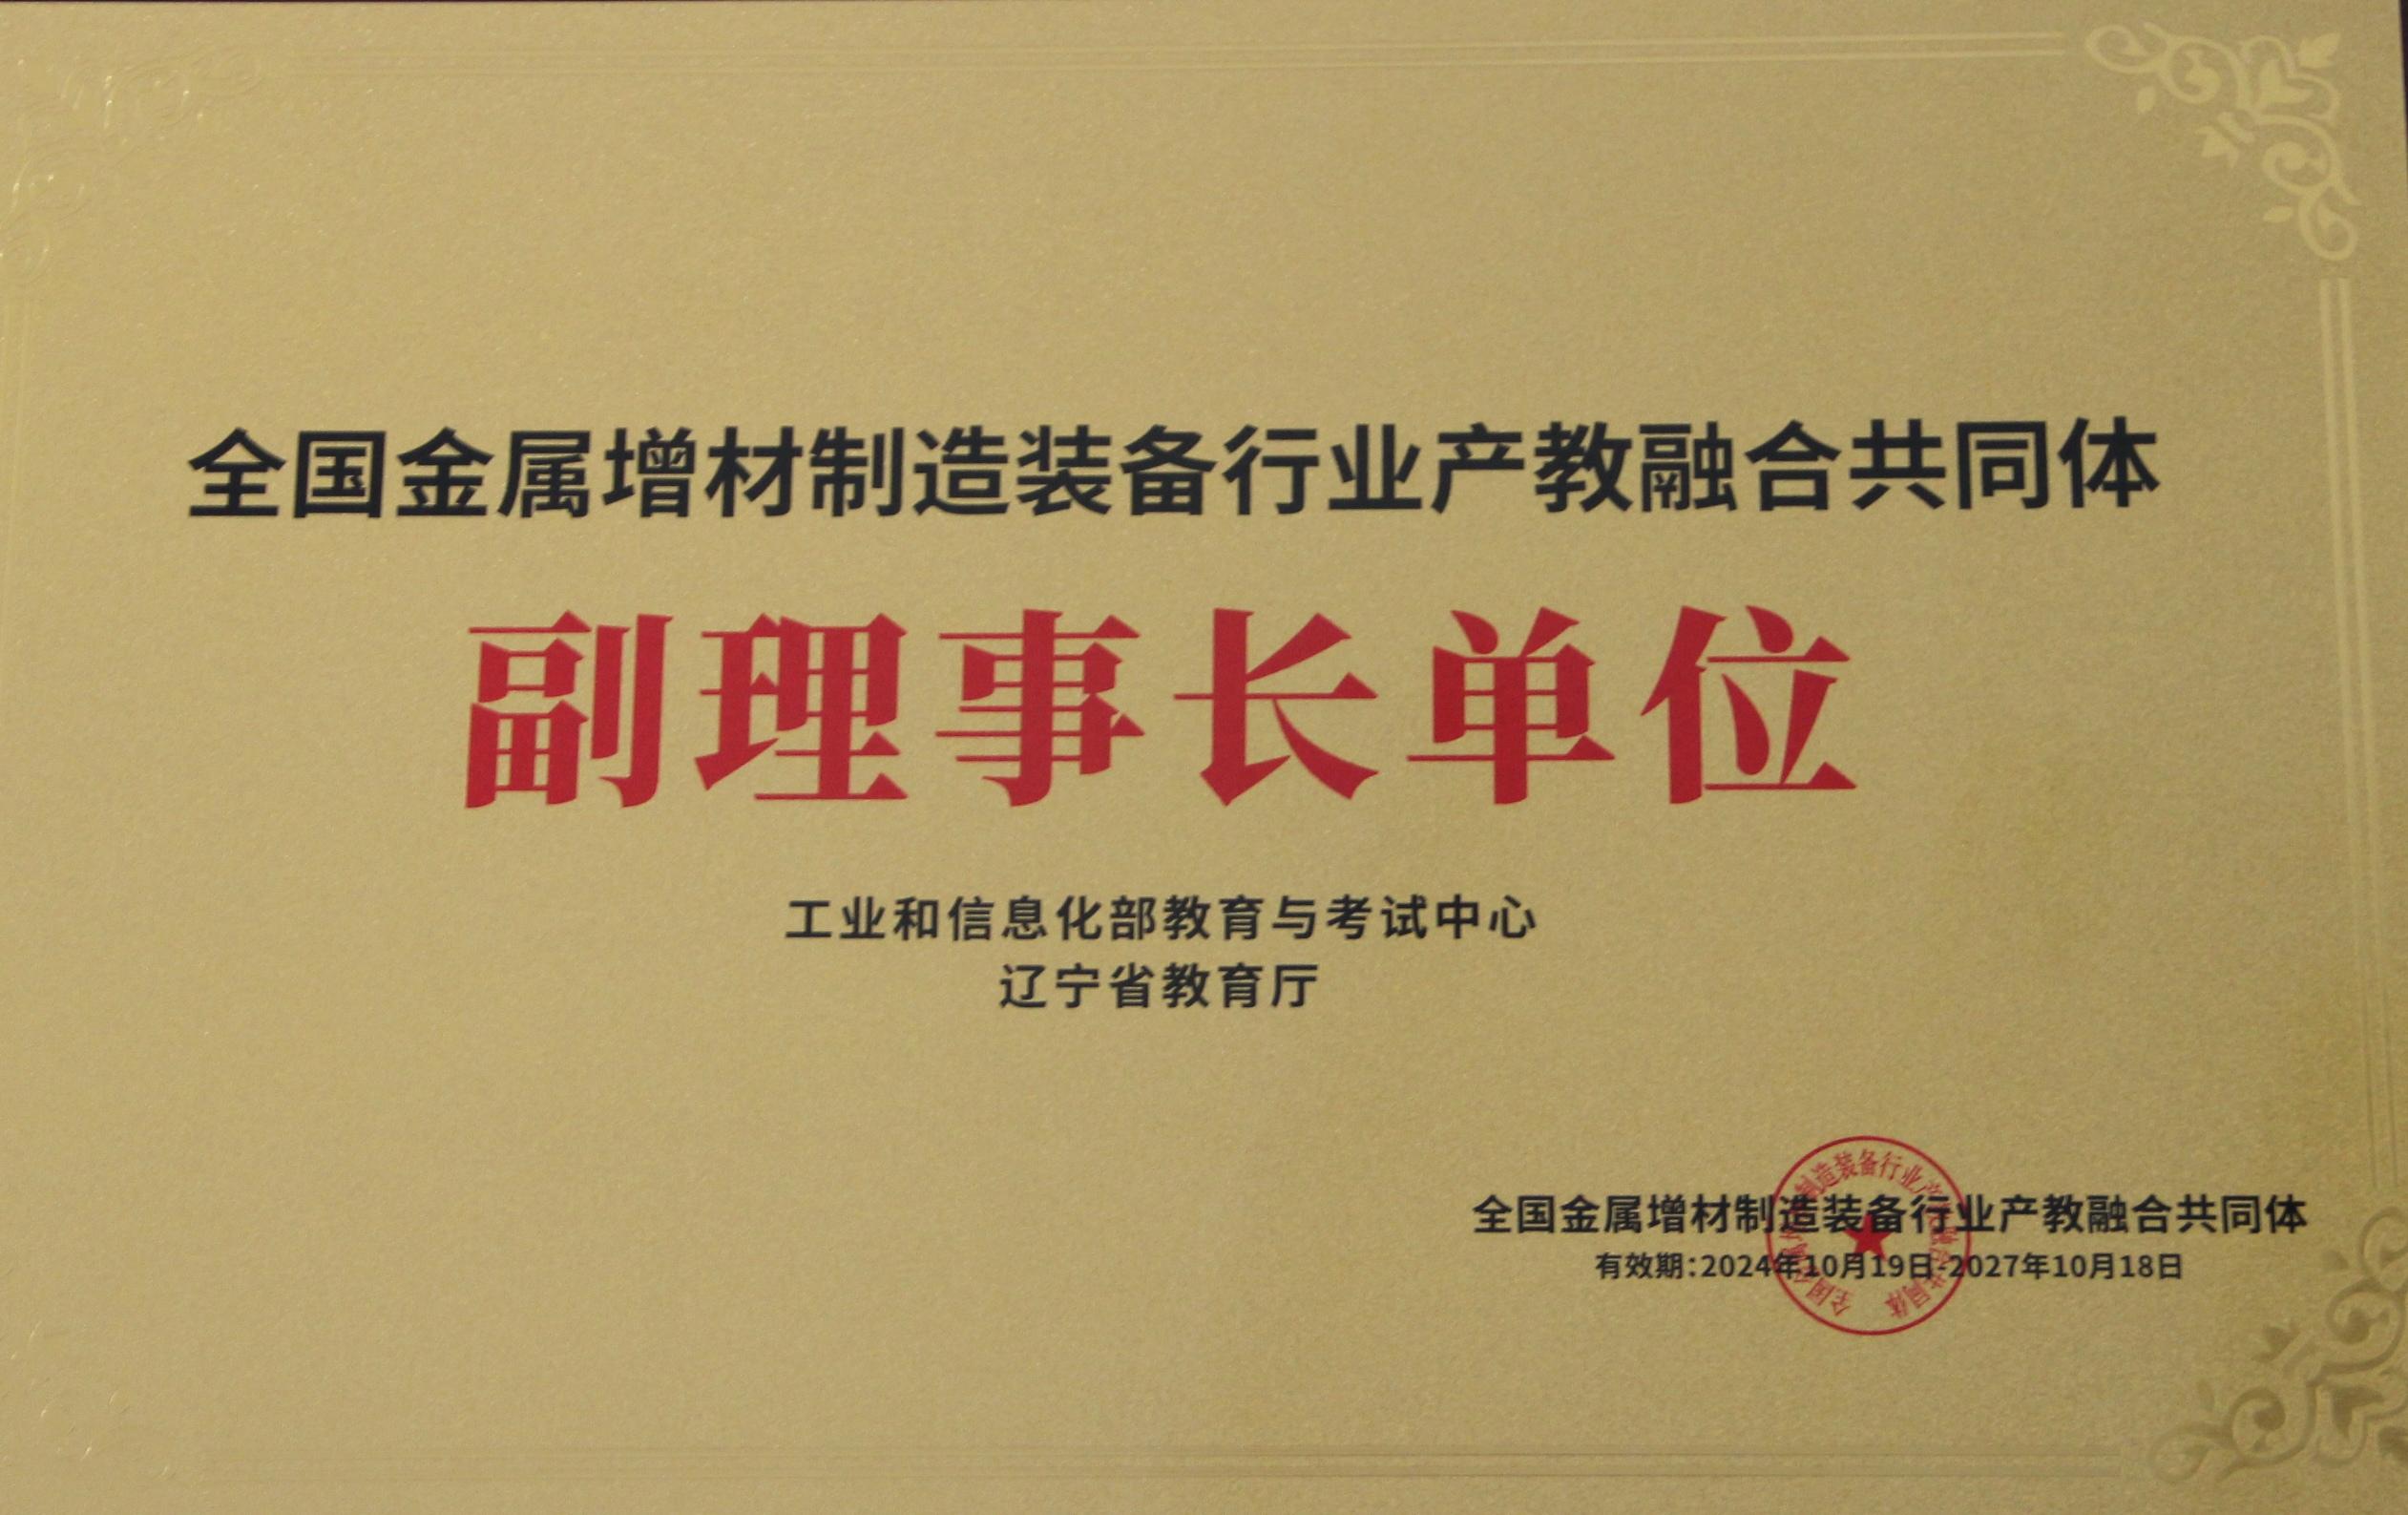 全国金属增材制造装备行业产教融合共同体
副理事长单位
工业和信息化部教育与考试中心
辽宁省教育厅
全国金属增材制造装备行业产教融合共同体
有效期:2024年10月19日-2027年10月18日